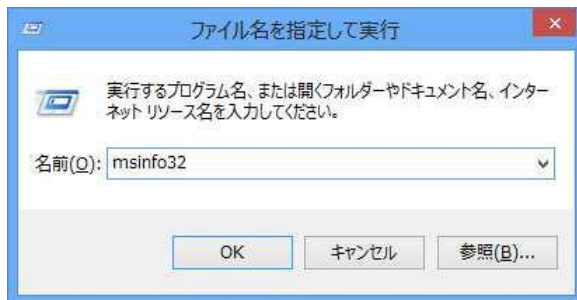 ファイル名を指定して実行
実行するプログラム名、または開くフォルダーやドキュメント名、インター
ネット リソース名を入力してください。
名前(O): msinfo32
OK キャンセル 参照(B)...